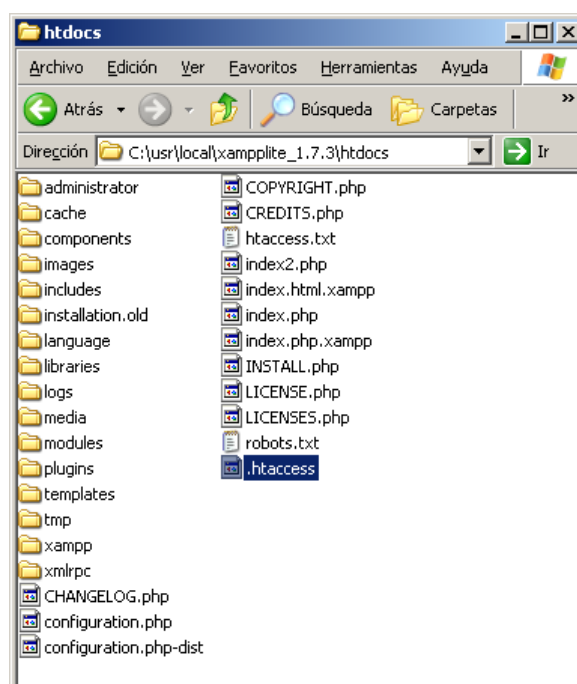 htdocs
Archivo Edición Ver Favoritos Herramientas Ayuda
Atrás Búsqueda Carpetas »
Dirección C:\usr\local\xampplite_1.7.3\htdocs Ir
administrator
cache
components
images
includes
installation.old
language
libraries
logs
media
modules
plugins
templates
tmp
xampp
xmlrpc
CHANGELOG.php
configuration.php
configuration.php-dist
COPYRIGHT.php
CREDITS.php
htaccess.txt
index2.php
index.html.xampp
index.php
index.php.xampp
INSTALL.php
LICENSE.php
LICENSES.php
robots.txt
.htaccess